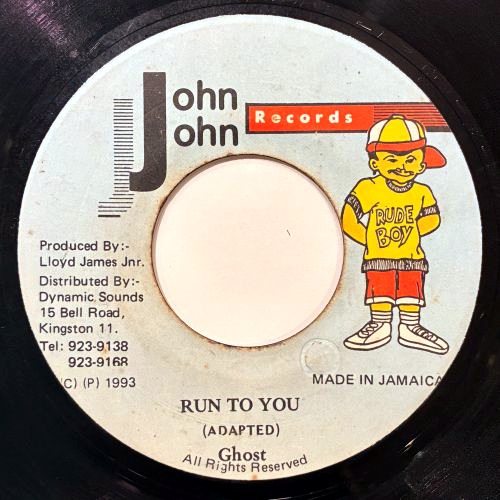 John
John
Records
RUDE
BOY
Produced By:-
Lloyd James Jnr.
Distributed By:-
Dynamic Sounds
15 Bell Road,
Kingston 11.
Tel: 923-9138
923-9168
(C) (P) 1993
MADE IN JAMAICA
RUN TO YOU
(ADAPTED)
Ghost
All Rights Reserved